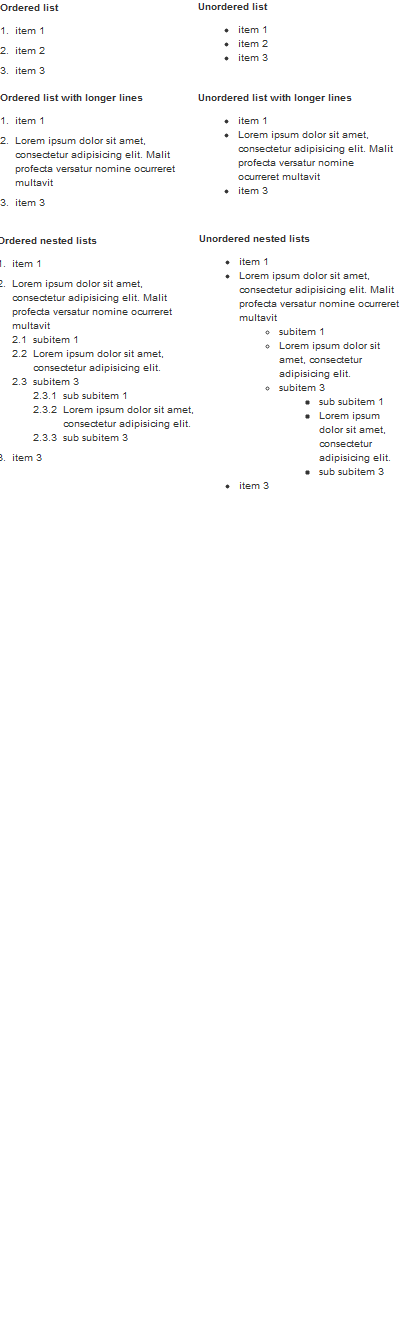 Ordered list
1. item 1
2. item 2
3. item 3
Unordered list
• item 1
• item 2
• item 3
Ordered list with longer lines
1. item 1
2. Lorem ipsum dolor sit amet,
consectetur adipisicing elit. Malit
profecta versatur nomine ocurreret
multavit
3. item 3
Unordered list with longer lines
• item 1
• Lorem ipsum dolor sit amet,
consectetur adipisicing elit. Malit
profecta versatur nomine
ocurreret multavit
• item 3
Ordered nested lists
1. item 1
2. Lorem ipsum dolor sit amet,
consectetur adipisicing elit. Malit
profecta versatur nomine ocurreret
multavit
2.1 subitem 1
2.2 Lorem ipsum dolor sit amet,
consectetur adipisicing elit.
2.3 subitem 3
2.3.1 sub subitem 1
2.3.2 Lorem ipsum dolor sit amet,
consectetur adipisicing elit.
2.3.3 sub subitem 3
3. item 3
Unordered nested lists
• item 1
• Lorem ipsum dolor sit amet,
consectetur adipisicing elit. Malit
profecta versatur nomine ocurreret
multavit
◦ subitem 1
◦ Lorem ipsum dolor sit
amet, consectetur
adipisicing elit.
◦ subitem 3
▪ sub subitem 1
▪ Lorem ipsum
dolor sit amet,
consectetur
adipisicing elit.
▪ sub subitem 3
• item 3